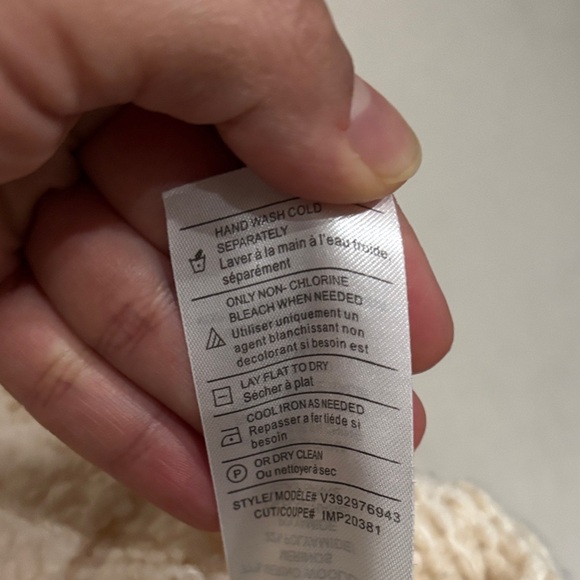 HAND WASH COLD
SEPARATELY
Laver à la main à l'eau froide
séparément
ONLY NON- CHLORINE
BLEACH WHEN NEEDED
Utiliser uniquement un
agent blanchissant non
decolorant si besoin est
LAY FLAT TO DRY
Sécher à plat
COOL IRON AS NEEDED
Repasser a fer liéde si
besoin
P
OR DRY CLEAN
Ou nettoyer à sec
STYLE/ MODÈLE# V392976943
CUT/COUPE# IMP20381